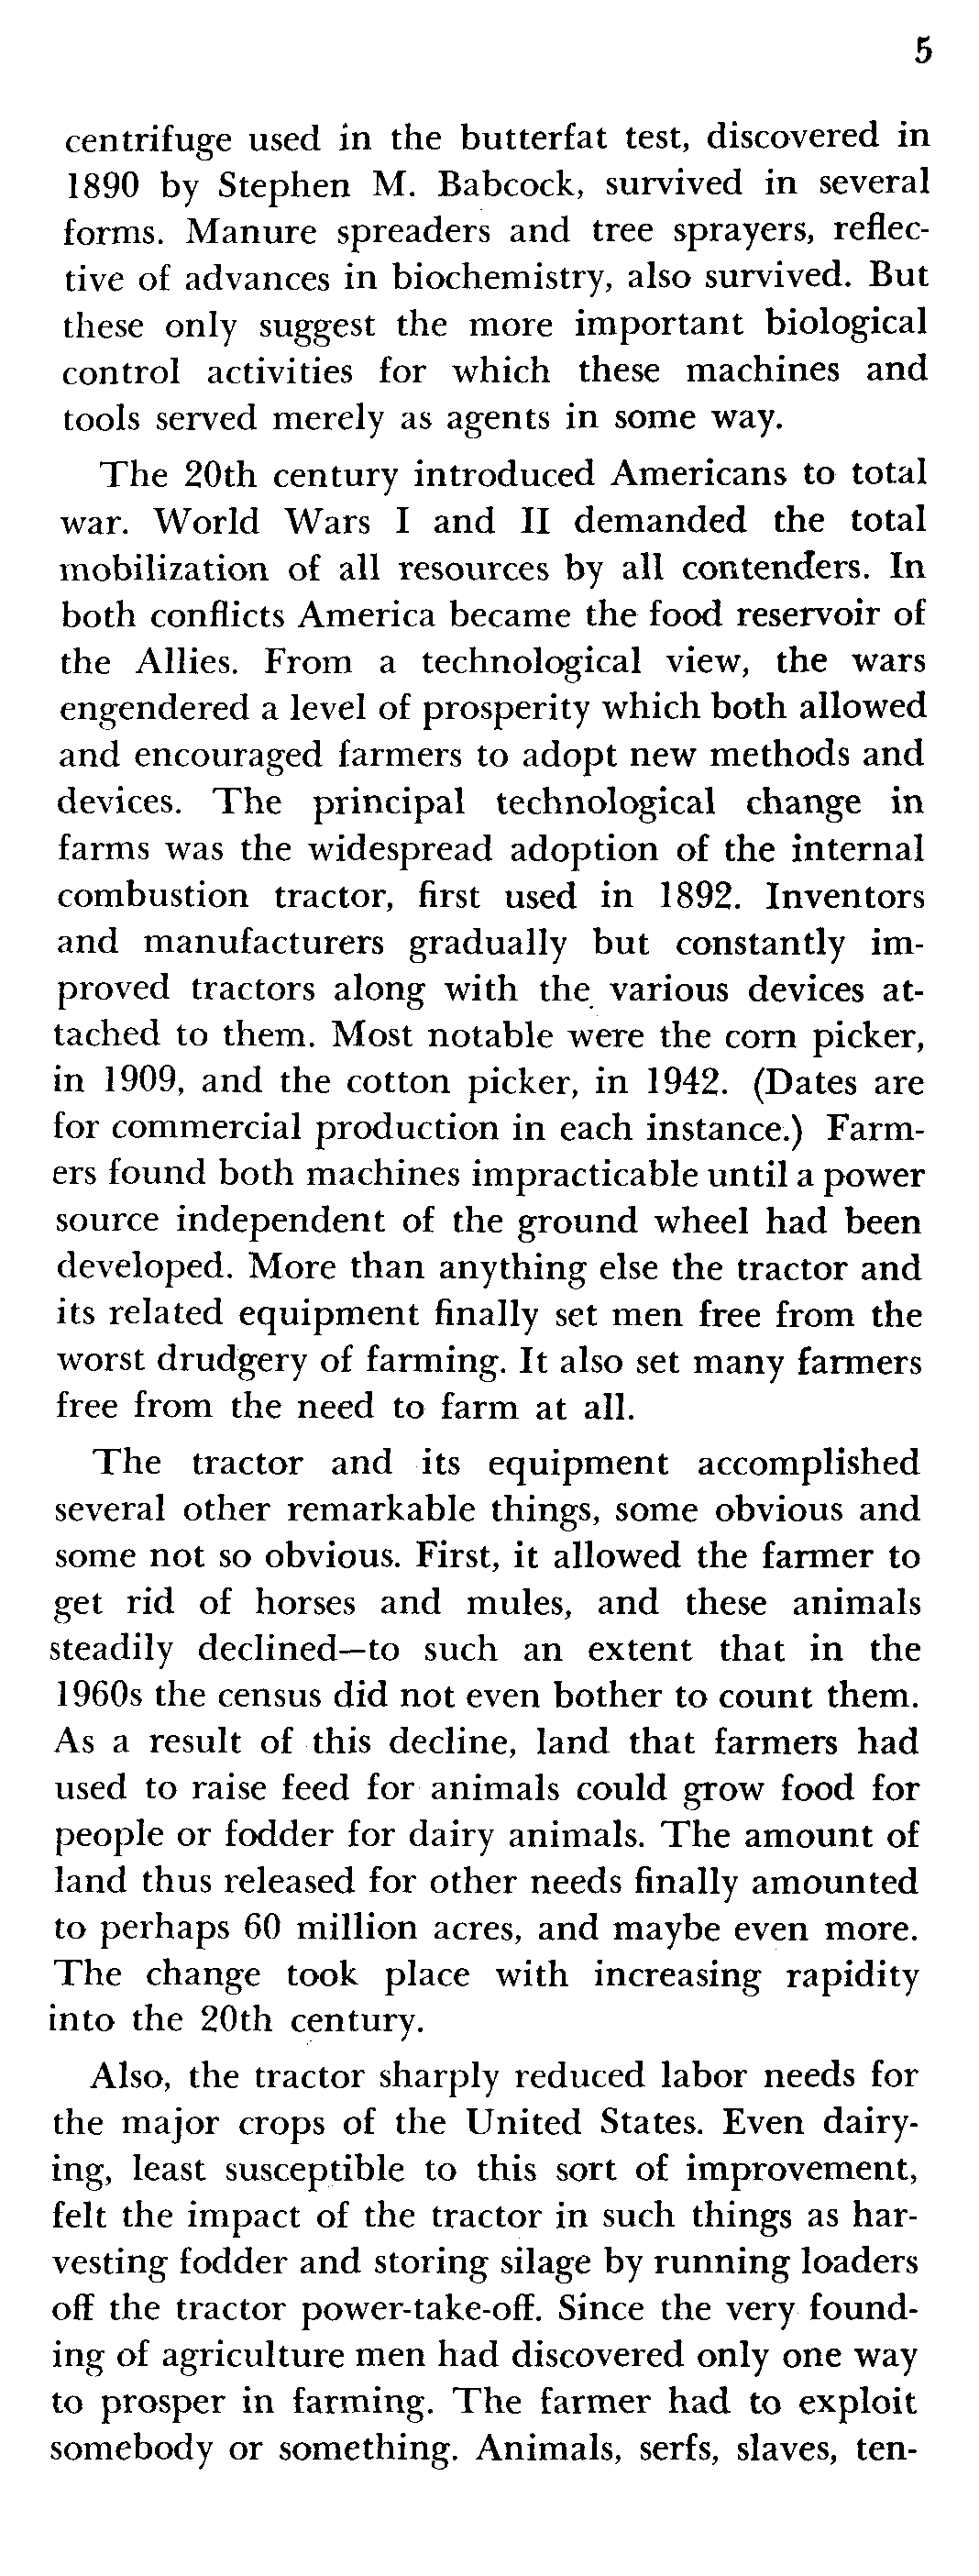 5
centrifuge used in the butterfat test, discovered in
1890 by Stephen M. Babcock, survived in several
forms. Manure spreaders and tree sprayers, reflec-
tive of advances in biochemistry, also survived. But
these only suggest the more important biological
control activities for which these machines and
tools served merely as agents in some way.
The 20th century introduced Americans to total
war. World Wars I and II demanded the total
mobilization of all resources by all contenders. In
both conflicts America became the food reservoir of
the Allies. From a technological view, the wars
engendered a level of prosperity which both allowed
and encouraged farmers to adopt new methods and
devices. The principal technological change in
farms was the widespread adoption of the internal
combustion tractor, first used in 1892. Inventors
and manufacturers gradually but constantly im-
proved tractors along with the various devices at-
tached to them. Most notable were the corn picker,
in 1909, and the cotton picker, in 1942. (Dates are
for commercial production in each instance.) Farm-
ers found both machines impracticable until a power
source independent of the ground wheel had been
developed. More than anything else the tractor and
its related equipment finally set men free from the
worst drudgery of farming. It also set many farmers
free from the need to farm at all.
The tractor and its equipment accomplished
several other remarkable things, some obvious and
some not so obvious. First, it allowed the farmer to
get rid of horses and mules, and these animals
steadily declined—to such an extent that in the
1960s the census did not even bother to count them.
As a result of this decline, land that farmers had
used to raise feed for animals could grow food for
people or fodder for dairy animals. The amount of
land thus released for other needs finally amounted
to perhaps 60 million acres, and maybe even more.
The change took place with increasing rapidity
into the 20th century.
Also, the tractor sharply reduced labor needs for
the major crops of the United States. Even dairy-
ing, least susceptible to this sort of improvement,
felt the impact of the tractor in such things as har-
vesting fodder and storing silage by running loaders
off the tractor power-take-off. Since the very found-
ing of agriculture men had discovered only one way
to prosper in farming. The farmer had to exploit
somebody or something. Animals, serfs, slaves, ten-